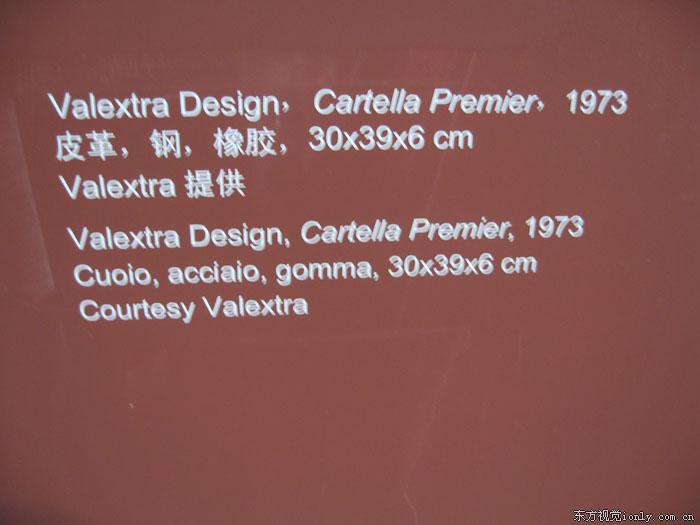 Valextra Design， Cartella Premier，1973
皮革，钢，橡胶，30x39x6 cm
Valextra 提供
Valextra Design, Cartella Premier, 1973
Cuoio, acciaio, gomma, 30x39x6 cm
Courtesy Valextra
东方视觉ionly.com.cn